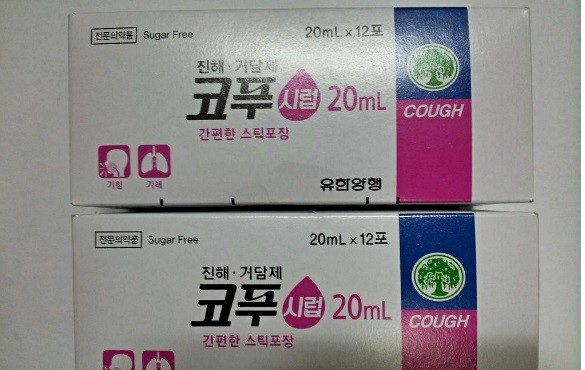 전문의약품 Sugar Free 20mL×12포
진해·거담제
코푸시럽 20mL
간편한 스틱포장
COUGH
기침 가래
유한양행
전문의약품 Sugar Free 20mL×12포
진해·거담제
코푸시럽 20mL
간편한 스틱포장
COUGH